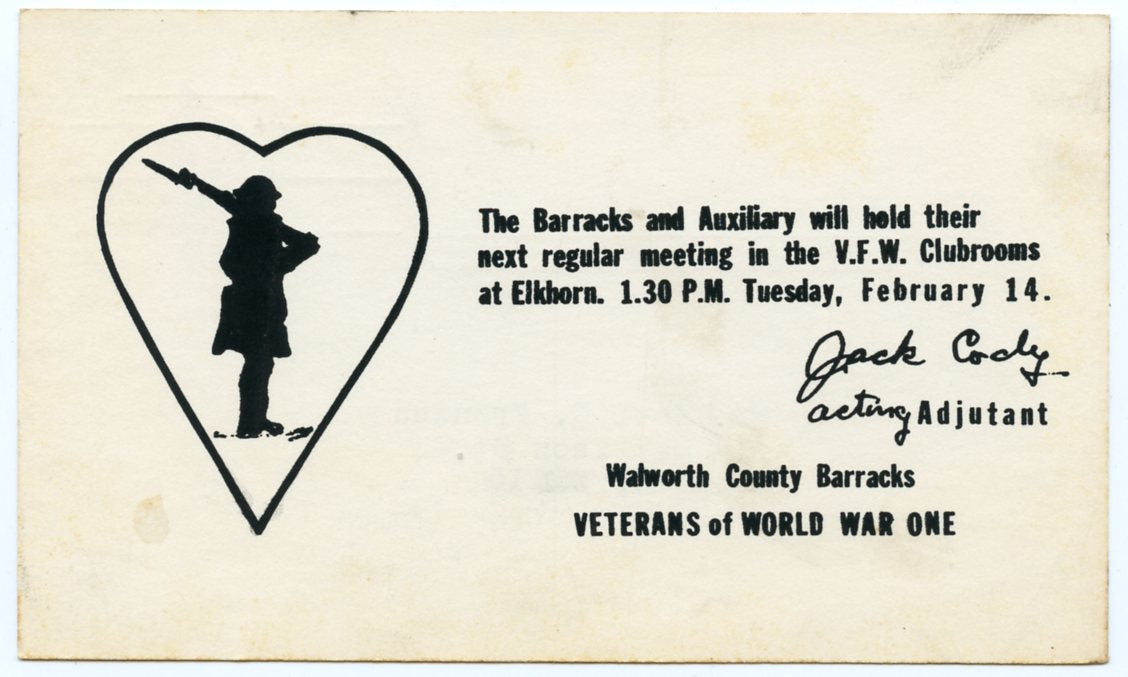 The Barracks and Auxiliary will hold their
next regular meeting in the V.F.W. Clubrooms
at Elkhorn. 1.30 P.M. Tuesday, February 14.
Jack Cody
acting Adjutant
Walworth County Barracks
VETERANS of WORLD WAR ONE